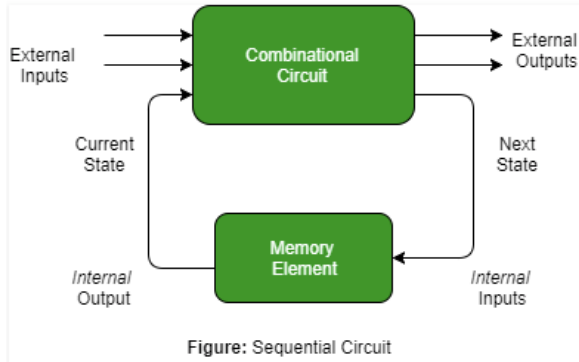 Combinational
Circuit
External
Inputs
External
Outputs
Current
State
Next
State
Memory
Element
Internal
Output
Internal
Inputs
Figure: Sequential Circuit